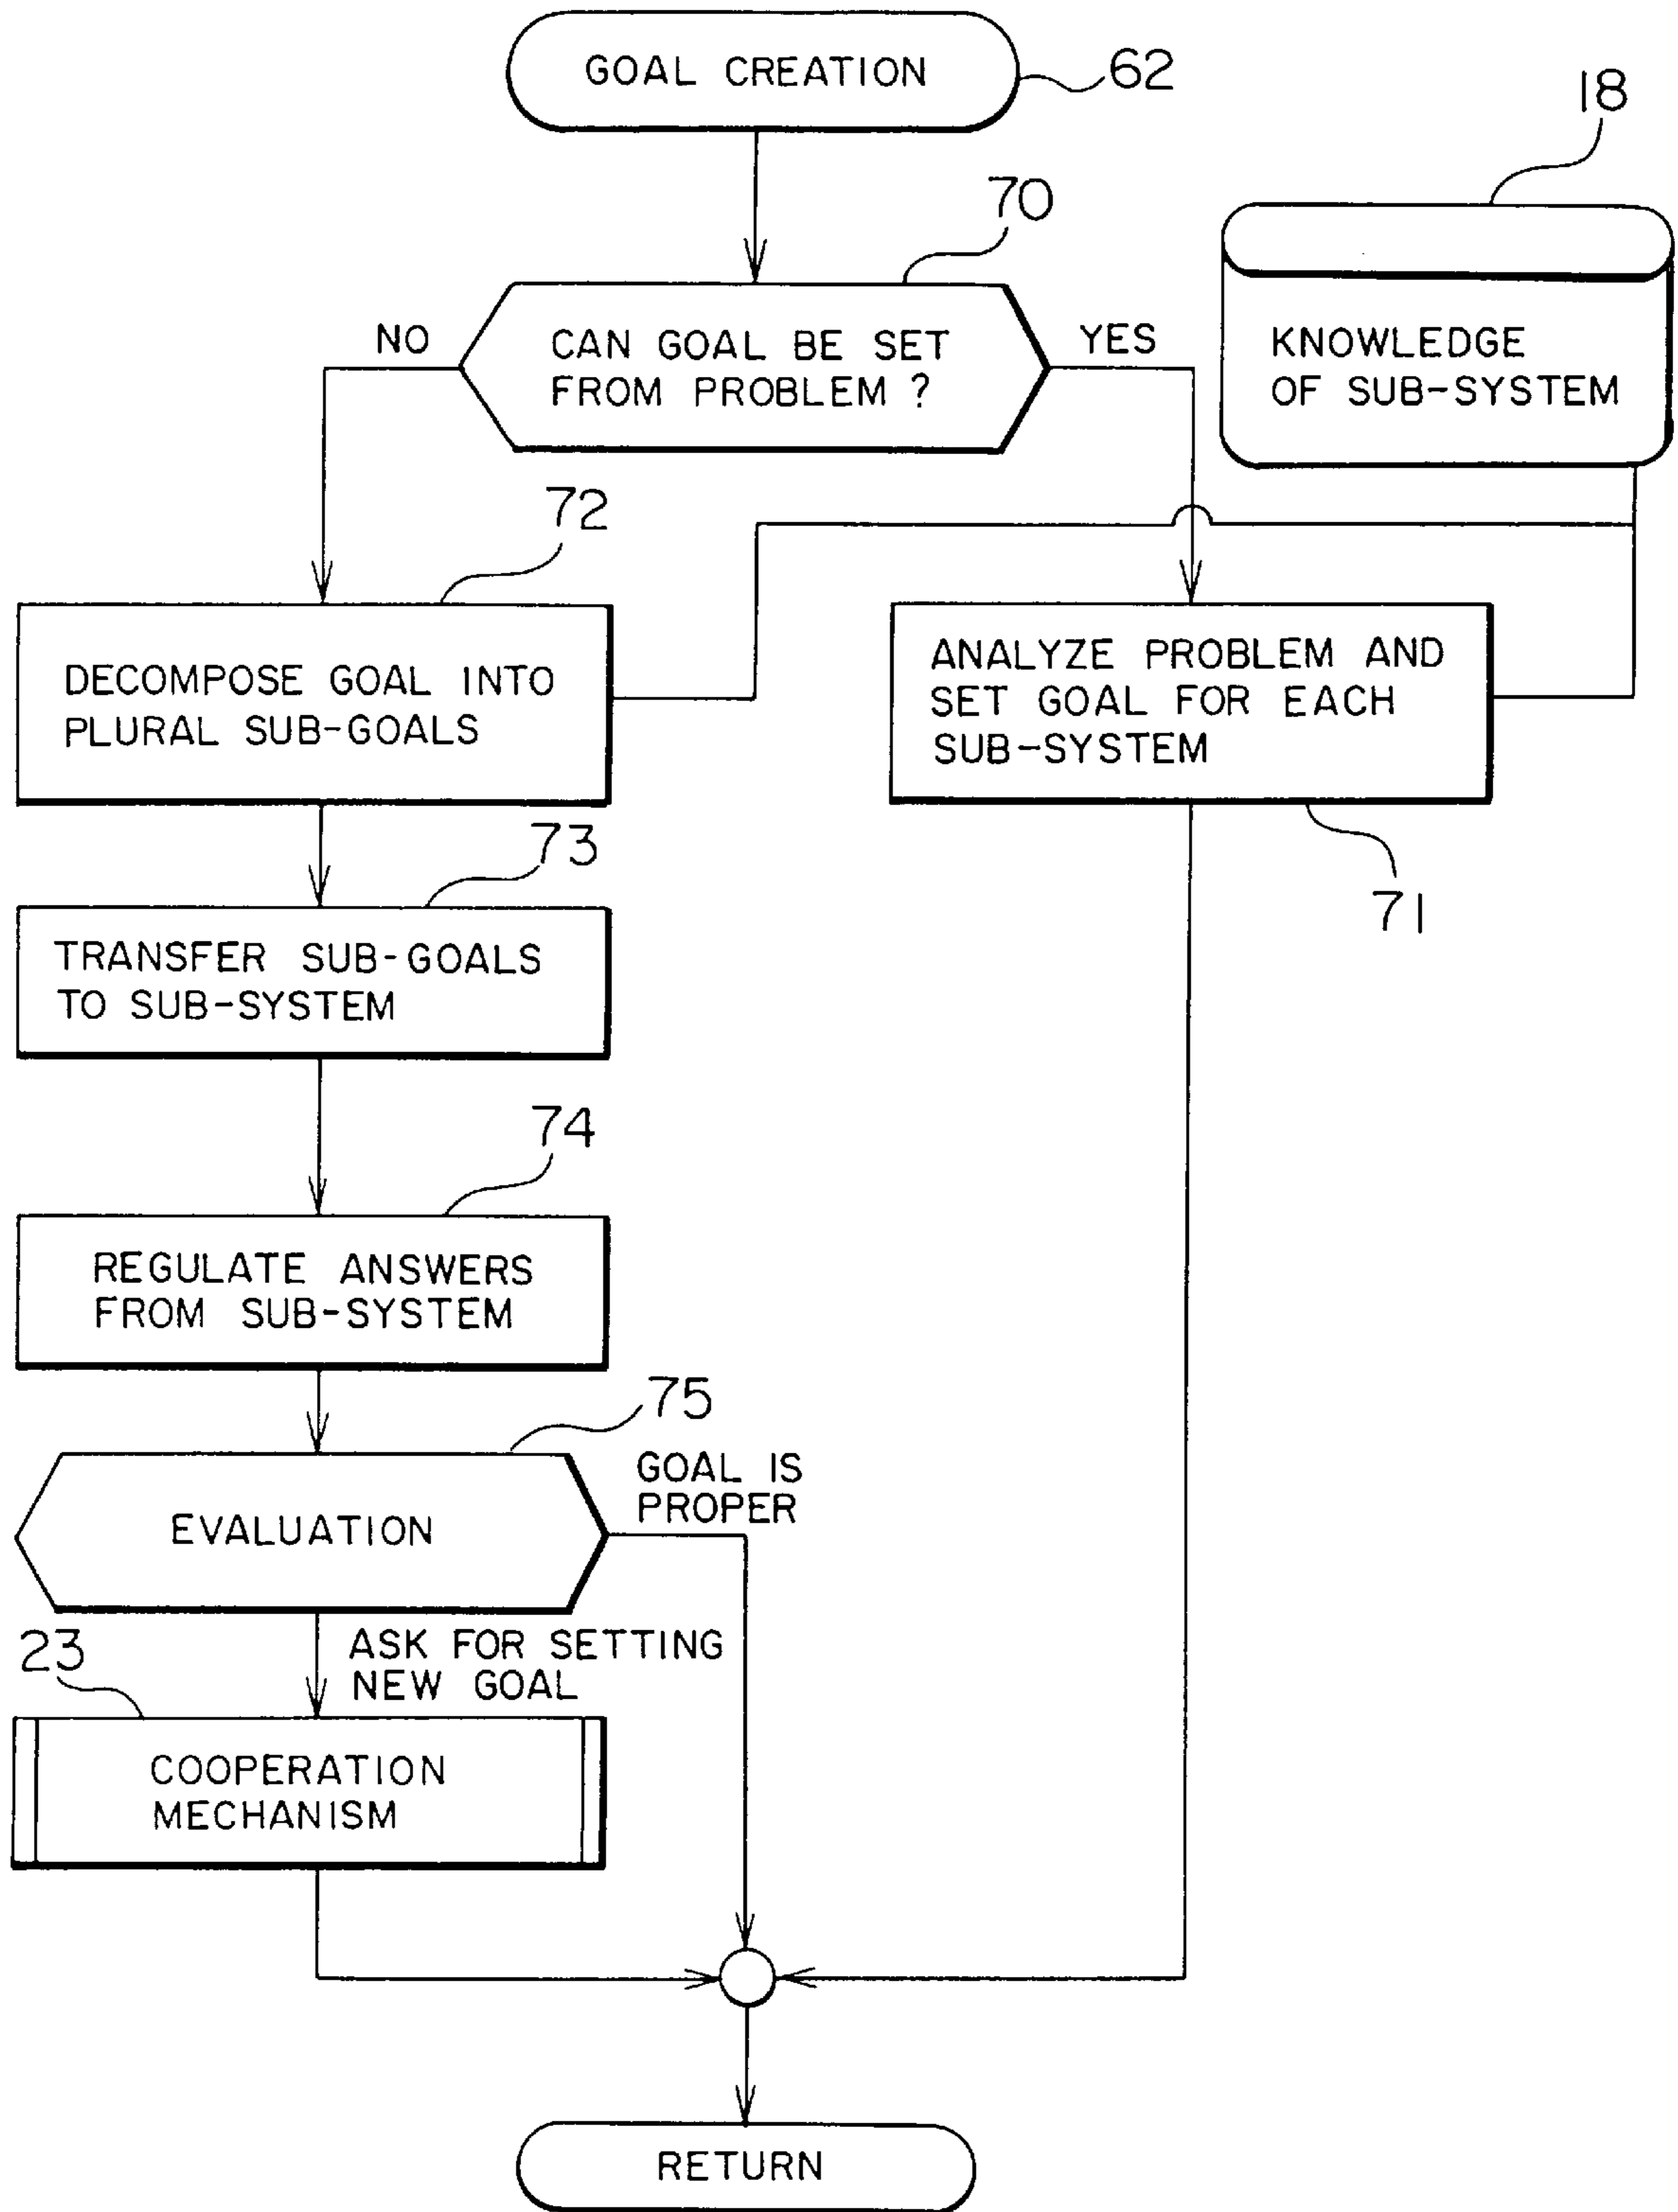 GOAL CREATION
62
18
70
NO
CAN GOAL BE SET
FROM PROBLEM ?
YES
KNOWLEDGE
OF SUB-SYSTEM
72
DECOMPOSE GOAL INTO
PLURAL SUB-GOALS
ANALYZE PROBLEM AND
SET GOAL FOR EACH
SUB-SYSTEM
71
73
TRANSFER SUB-GOALS
TO SUB-SYSTEM
74
REGULATE ANSWERS
FROM SUB-SYSTEM
75
EVALUATION
GOAL IS
PROPER
ASK FOR SETTING
NEW GOAL
23
COOPERATION
MECHANISM
RETURN